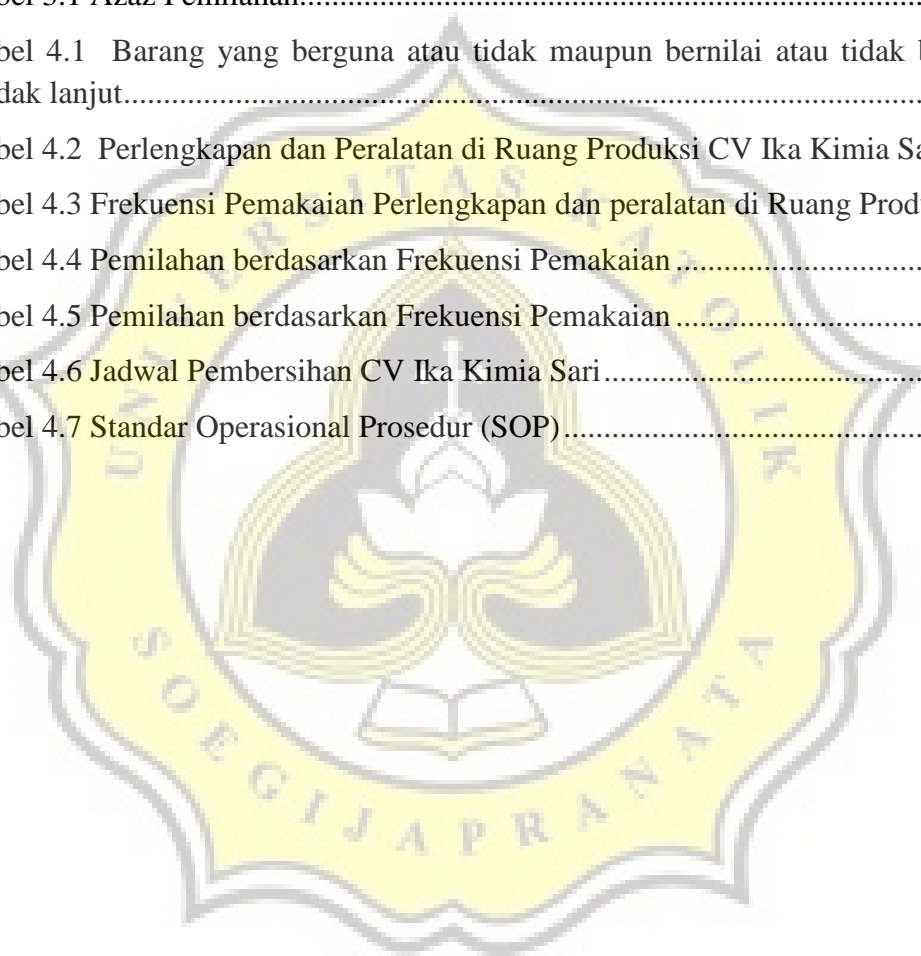 bel 3.1 Azaz Pemilahan
bel 4.1 Barang yang berguna atau tidak maupun bernilai atau tidak
dak lanjut
bel 4.2 Perlengkapan dan Peralatan di Ruang Produksi CV Ika Kimia Sa
bel 4.3 Frekuensi Pemakaian Perlengkapan dan peralatan di Ruang Prod
bel 4.4 Pemilahan berdasarkan Frekuensi Pemakaian
bel 4.5 Pemilahan berdasarkan Frekuensi Pemakaian
bel 4.6 Jadwal Pembersihan CV Ika Kimia Sari
bel 4.7 Standar Operasional Prosedur (SOP)
UNIVERSITAS KATOLIK
SOEGIJAPRANATA